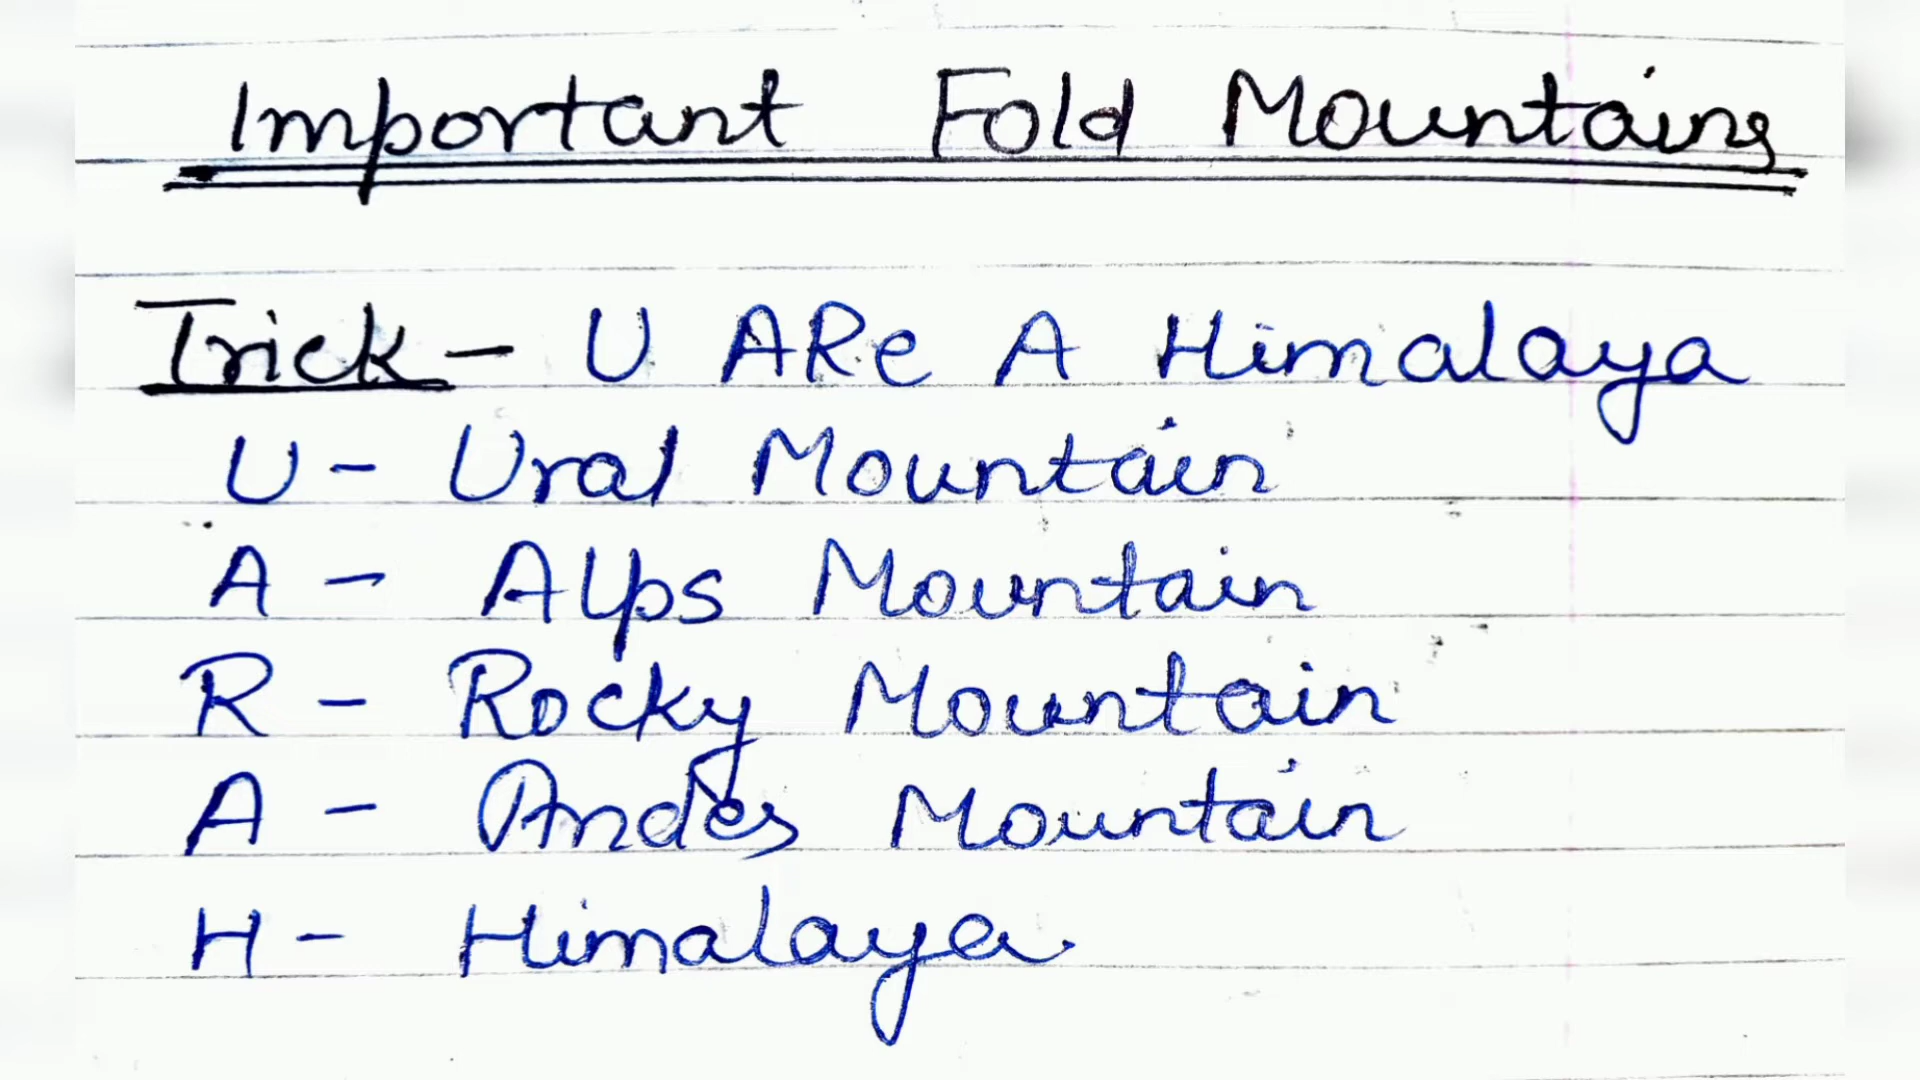 Important Fold Mountains
Trick - U ARe A Himalaya
U - Ural Mountain
A - Alps Mountain
R - Rocky Mountain
A - Andes Mountain
H - Himalaya